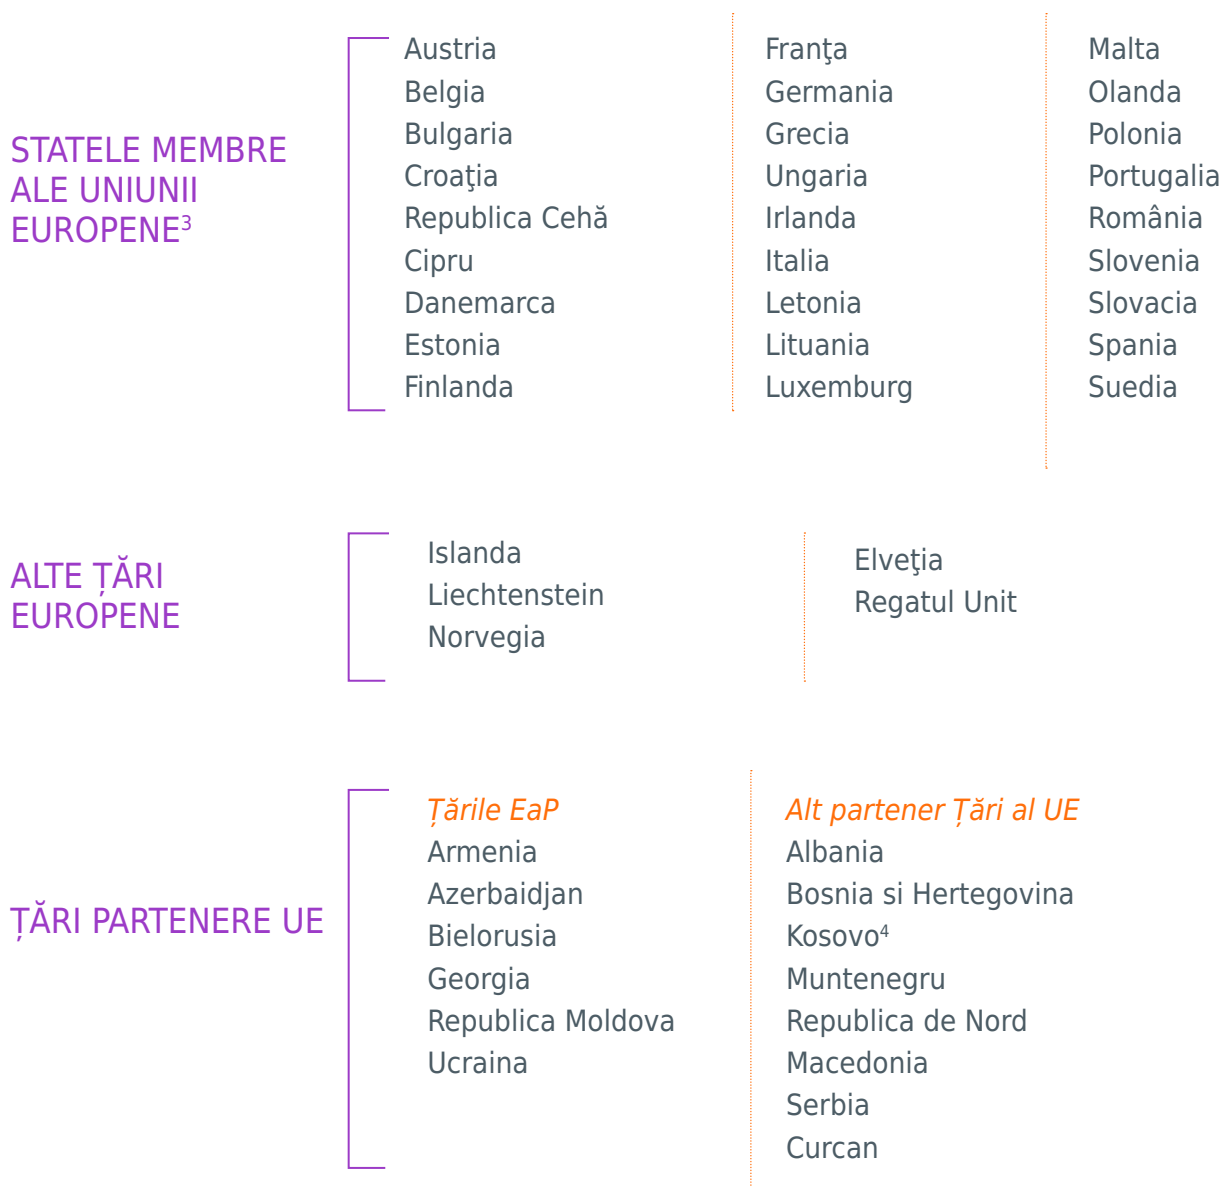 STATELE MEMBRE
ALE UNIUNII
EUROPENE³
Austria
Belgia
Bulgaria
Croaţia
Republica Cehă
Cipru
Danemarca
Estonia
Finlanda
Franţa
Germania
Grecia
Ungaria
Irlanda
Italia
Letonia
Lituania
Luxemburg
Malta
Olanda
Polonia
Portugalia
România
Slovenia
Slovacia
Spania
Suedia
ALTE ȚĂRI
EUROPENE
Islanda
Liechtenstein
Norvegia
Elveţia
Regatul Unit
ȚĂRI PARTENERE UE
Țările EaP
Armenia
Azerbaidjan
Bielorusia
Georgia
Republica Moldova
Ucraina
Alt partener Țări al UE
Albania
Bosnia si Hertegovina
Kosovo⁴
Muntenegru
Republica de Nord
Macedonia
Serbia
Curcan